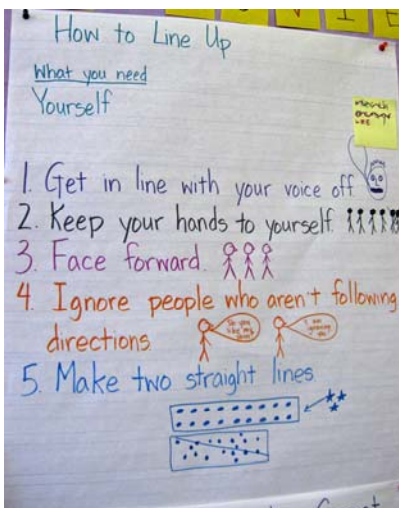 How to Line Up
What you need
Yourself
1. Get in line with your voice off
2. Keep your hands to yourself.
3. Face forward.
4. Ignore people who aren't following
directions.
5. Make two straight lines.